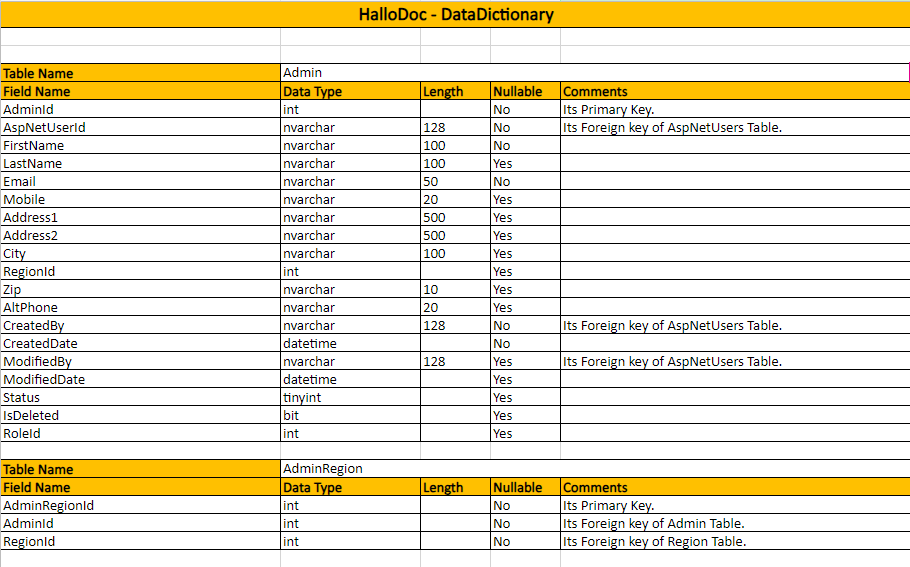 HalloDoc - DataDictionary
Table Name Admin
Field Name Data Type Length Nullable Comments
AdminId int No Its Primary Key.
AspNetUserId nvarchar 128 No Its Foreign key of AspNetUsers Table.
FirstName nvarchar 100 No
LastName nvarchar 100 Yes
Email nvarchar 50 No
Mobile nvarchar 20 Yes
Address1 nvarchar 500 Yes
Address2 nvarchar 500 Yes
City nvarchar 100 Yes
RegionId int Yes
Zip nvarchar 10 Yes
AltPhone nvarchar 20 Yes
CreatedBy nvarchar 128 No Its Foreign key of AspNetUsers Table.
CreatedDate datetime No
ModifiedBy nvarchar 128 Yes Its Foreign key of AspNetUsers Table.
ModifiedDate datetime Yes
Status tinyint Yes
IsDeleted bit Yes
RoleId int Yes
Table Name AdminRegion
Field Name Data Type Length Nullable Comments
AdminRegionId int No Its Primary Key.
AdminId int No Its Foreign key of Admin Table.
RegionId int No Its Foreign key of Region Table.